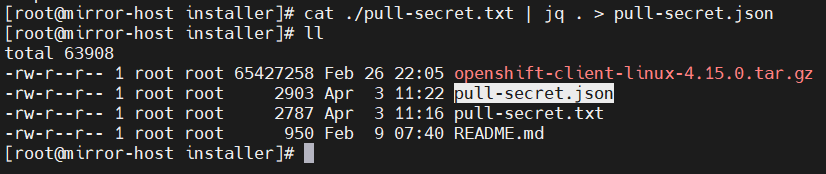 [root@mirror-host installer]# cat ./pull-secret.txt | jq . > pull-secret.json
[root@mirror-host installer]# ll
total 63908
-rw-r--r-- 1 root root 65427258 Feb 26 22:05 openshift-client-linux-4.15.0.tar.gz
-rw-r--r-- 1 root root     2903 Apr  3 11:22 pull-secret.json
-rw-r--r-- 1 root root     2787 Apr  3 11:16 pull-secret.txt
-rw-r--r-- 1 root root      950 Feb  9 07:40 README.md
[root@mirror-host installer]#